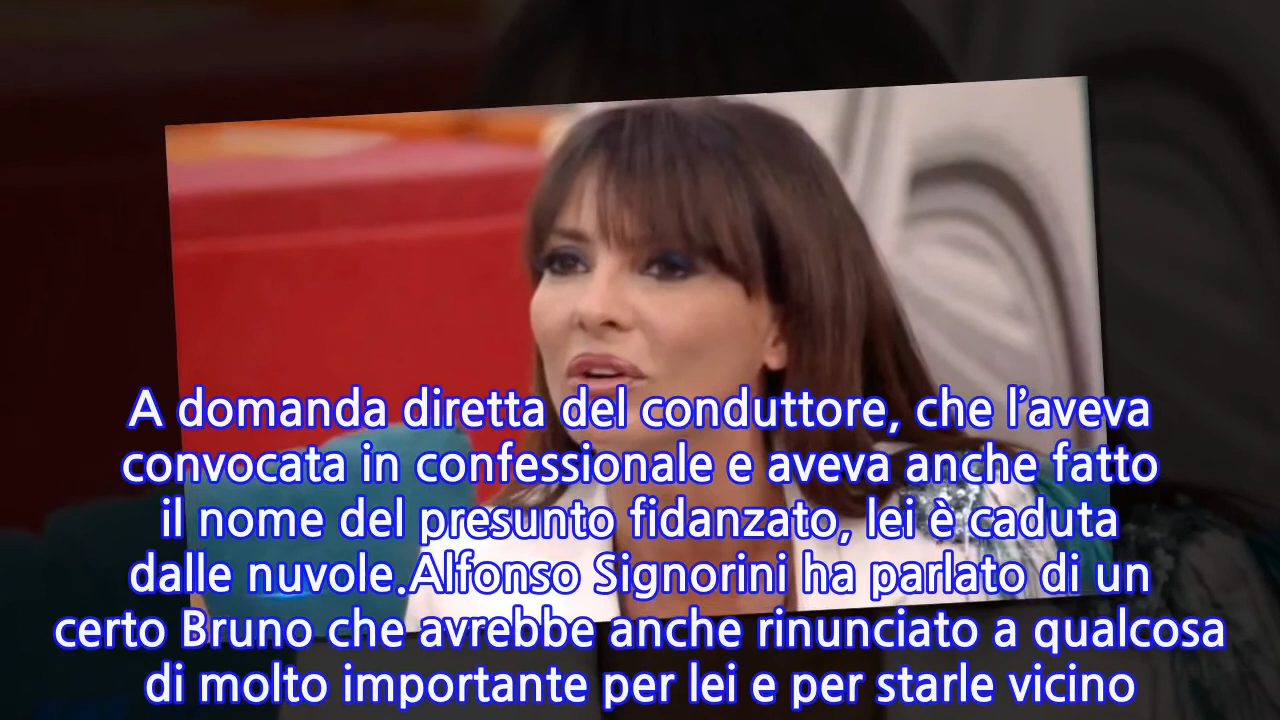 A domanda diretta del conduttore, che l’aveva
convocata in confessionale e aveva anche fatto
il nome del presunto fidanzato, lei è caduta
dalle nuvole.Alfonso Signorini ha parlato di un
certo Bruno che avrebbe anche rinunciato a qualcosa
di molto importante per lei e per starle vicino